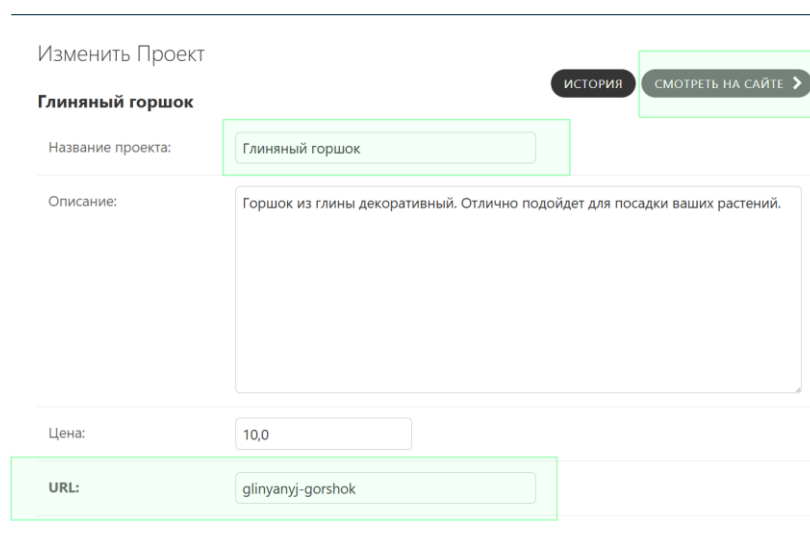 Изменить Проект
ИСТОРИЯ
СМОТРЕТЬ НА САЙТЕ
Глиняный горшок
Название проекта:
Глиняный горшок
Описание:
Горшок из глины декоративный. Отлично подойдет для посадки ваших растений.
Цена:
10,0
URL:
glinyanyj-gorshok